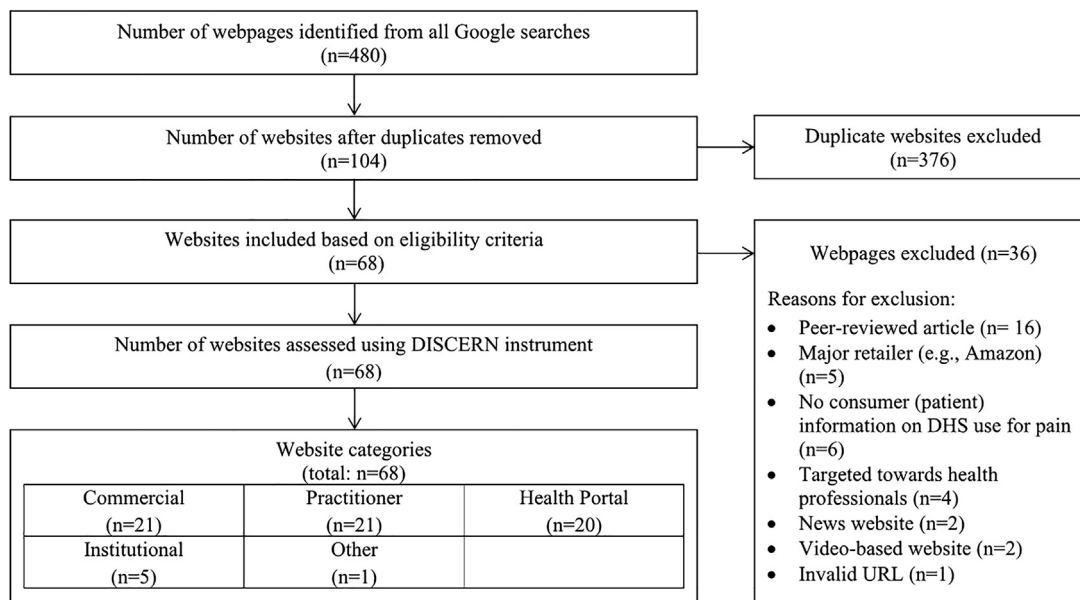 Number of webpages identified from all Google searches
(n=480)
Number of websites after duplicates removed
(n=104)
Duplicate websites excluded
(n=376)
Websites included based on eligibility criteria
(n=68)
Webpages excluded (n=36)
Reasons for exclusion:
• Peer-reviewed article (n= 16)
• Major retailer (e.g., Amazon)
(n=5)
• No consumer (patient)
information on DHS use for pain
(n=6)
• Targeted towards health
professionals (n=4)
• News website (n=2)
• Video-based website (n=2)
• Invalid URL (n=1)
Number of websites assessed using DISCERN instrument
(n=68)
Website categories
(total: n=68)
Commercial
(n=21)
Practitioner
(n=21)
Health Portal
(n=20)
Institutional
(n=5)
Other
(n=1)